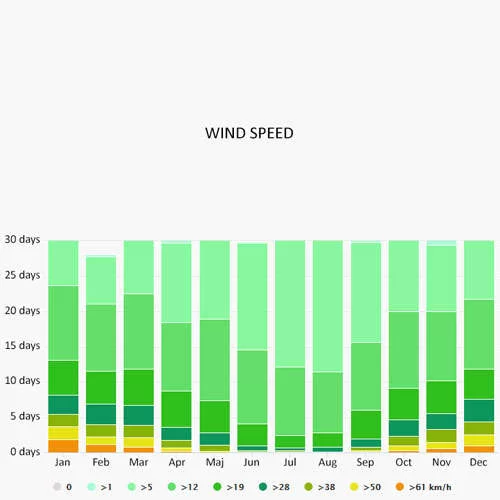 WIND SPEED
30 days
25 days
20 days
15 days
10 days
5 days
0 days
Jan Feb Mar Apr Maj Jun Jul Aug Sep Oct Nov Dec
0 >1 >5 >12 >19 >28 >38 >50 >61 km/h